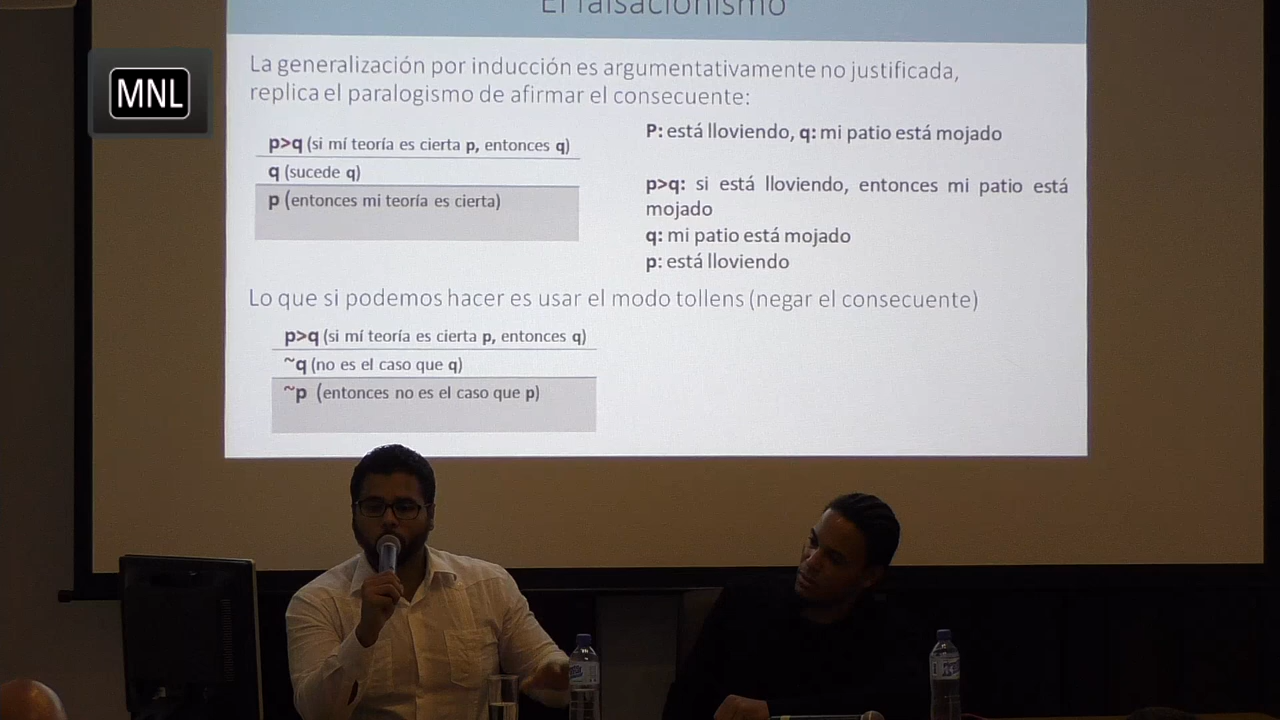 El falsacionismo
MNL
La generalización por inducción es argumentativamente no justificada,
replica el paralogismo de afirmar el consecuente:
p>q (si mí teoría es cierta p, entonces q)
q (sucede q)
p (entonces mi teoría es cierta)
P: está lloviendo, q: mi patio está mojado
p>q: si está lloviendo, entonces mi patio está
mojado
q: mi patio está mojado
p: está lloviendo
Lo que si podemos hacer es usar el modo tollens (negar el consecuente)
p>q (si mí teoría es cierta p, entonces q)
~q (no es el caso que q)
~p (entonces no es el caso que p)